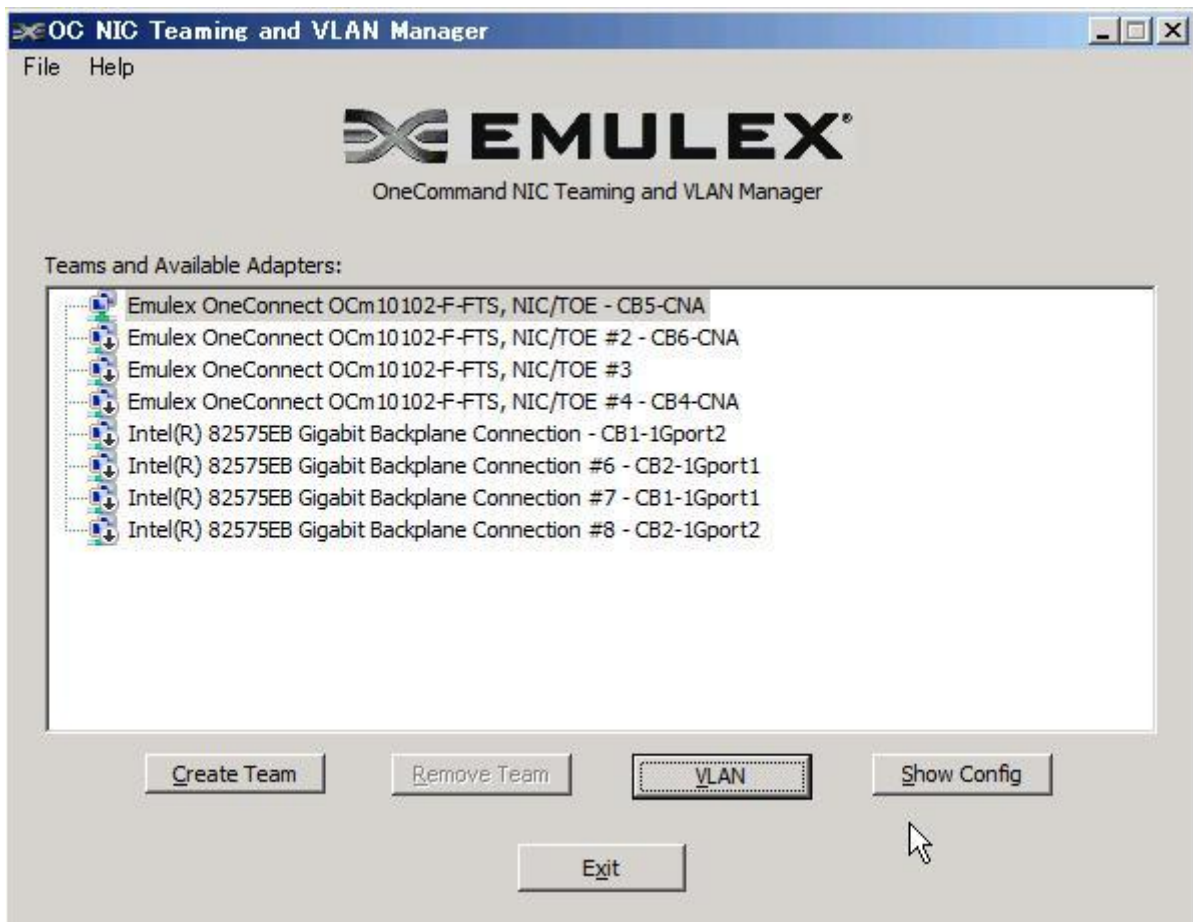 OC NIC Teaming and VLAN Manager
File Help
EMULEX®
OneCommand NIC Teaming and VLAN Manager
Teams and Available Adapters:
Emulex OneConnect OCm10102-F-FTS, NIC/TOE - CB5-CNA
Emulex OneConnect OCm10102-F-FTS, NIC/TOE #2 - CB6-CNA
Emulex OneConnect OCm10102-F-FTS, NIC/TOE #3
Emulex OneConnect OCm10102-F-FTS, NIC/TOE #4 - CB4-CNA
Intel(R) 82575EB Gigabit Backplane Connection - CB1-1Gport2
Intel(R) 82575EB Gigabit Backplane Connection #6 - CB2-1Gport1
Intel(R) 82575EB Gigabit Backplane Connection #7 - CB1-1Gport1
Intel(R) 82575EB Gigabit Backplane Connection #8 - CB2-1Gport2
Create Team Remove Team VLAN Show Config
Exit